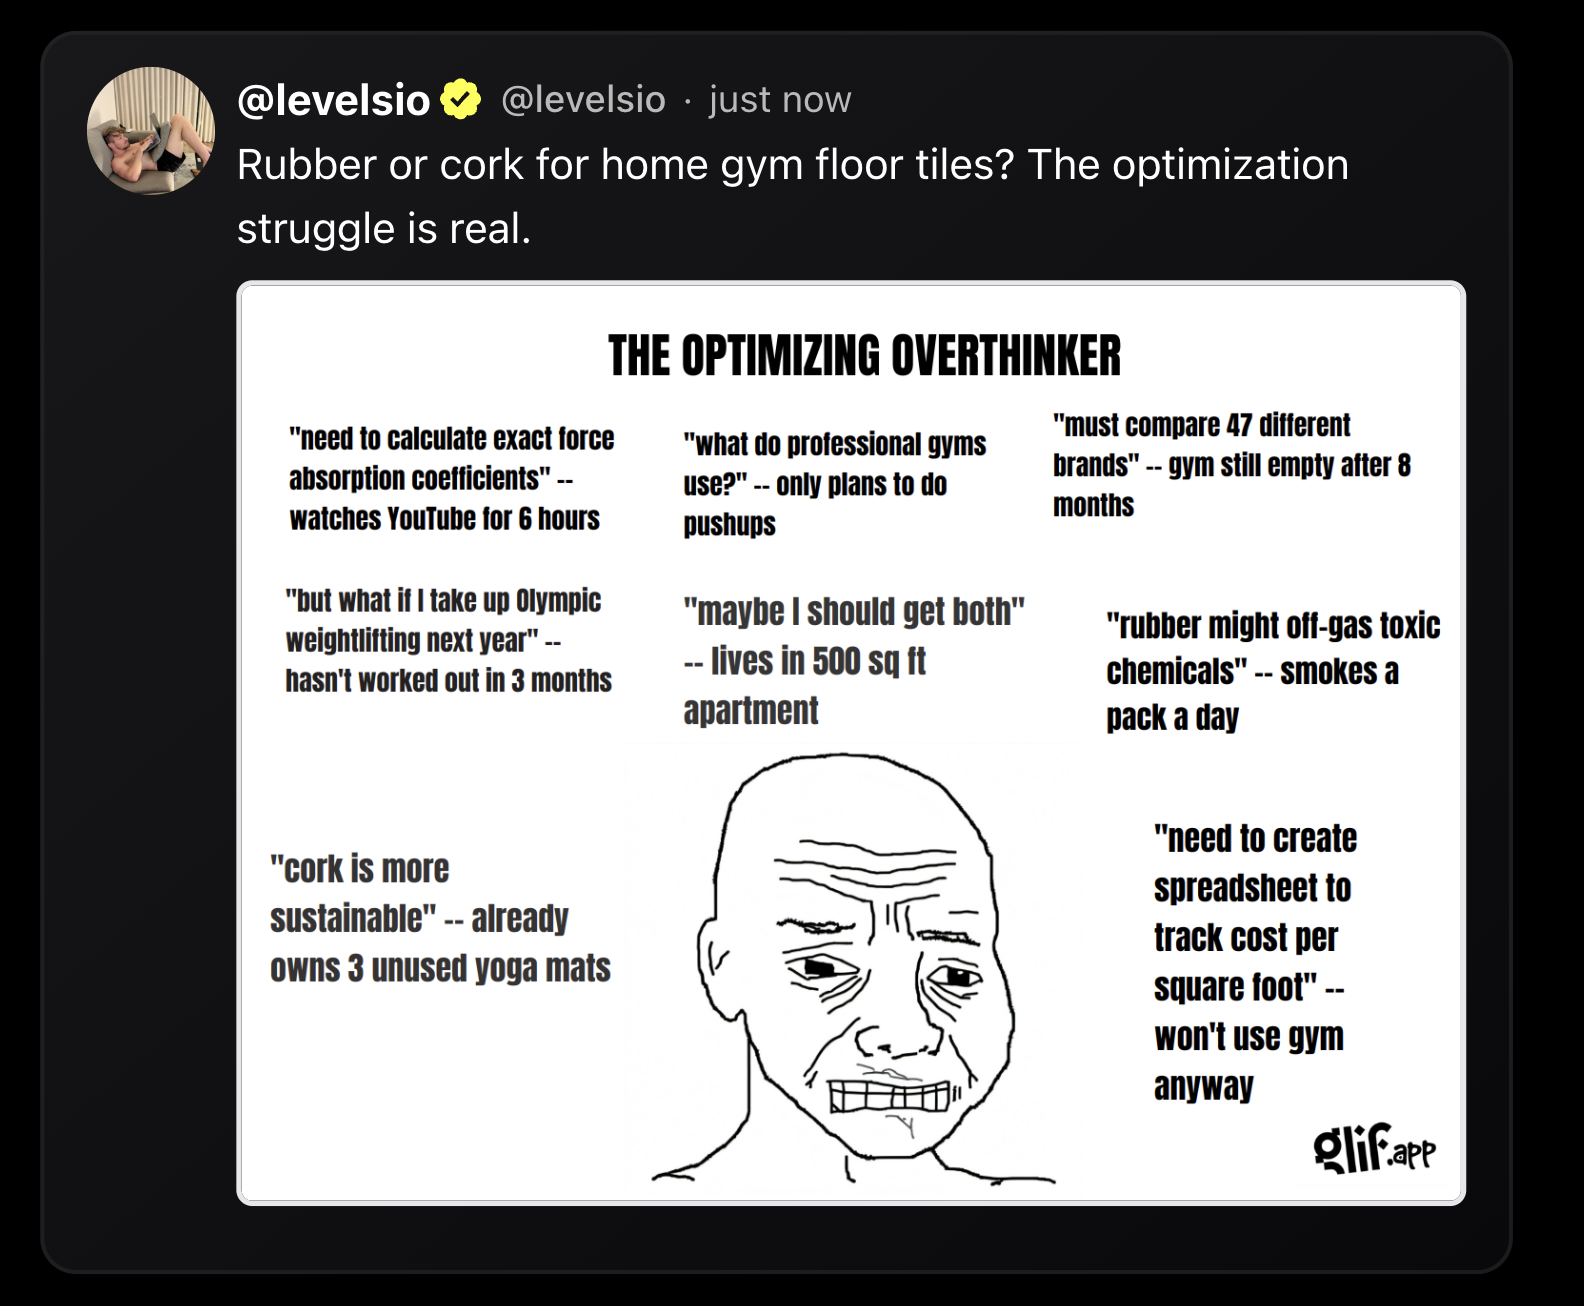 @levelsio @levelsio · just now
Rubber or cork for home gym floor tiles? The optimization
struggle is real.
THE OPTIMIZING OVERTHINKER
"need to calculate exact force
absorption coefficients" --
watches YouTube for 6 hours
"what do professional gyms
use?" -- only plans to do
pushups
"must compare 47 different
brands" -- gym still empty after 8
months
"but what if I take up Olympic
weightlifting next year" --
hasn't worked out in 3 months
"maybe I should get both"
-- lives in 500 sq ft
apartment
"rubber might off-gas toxic
chemicals" -- smokes a
pack a day
"cork is more
sustainable" -- already
owns 3 unused yoga mats
"need to create
spreadsheet to
track cost per
square foot" --
won't use gym
anyway
glif.app